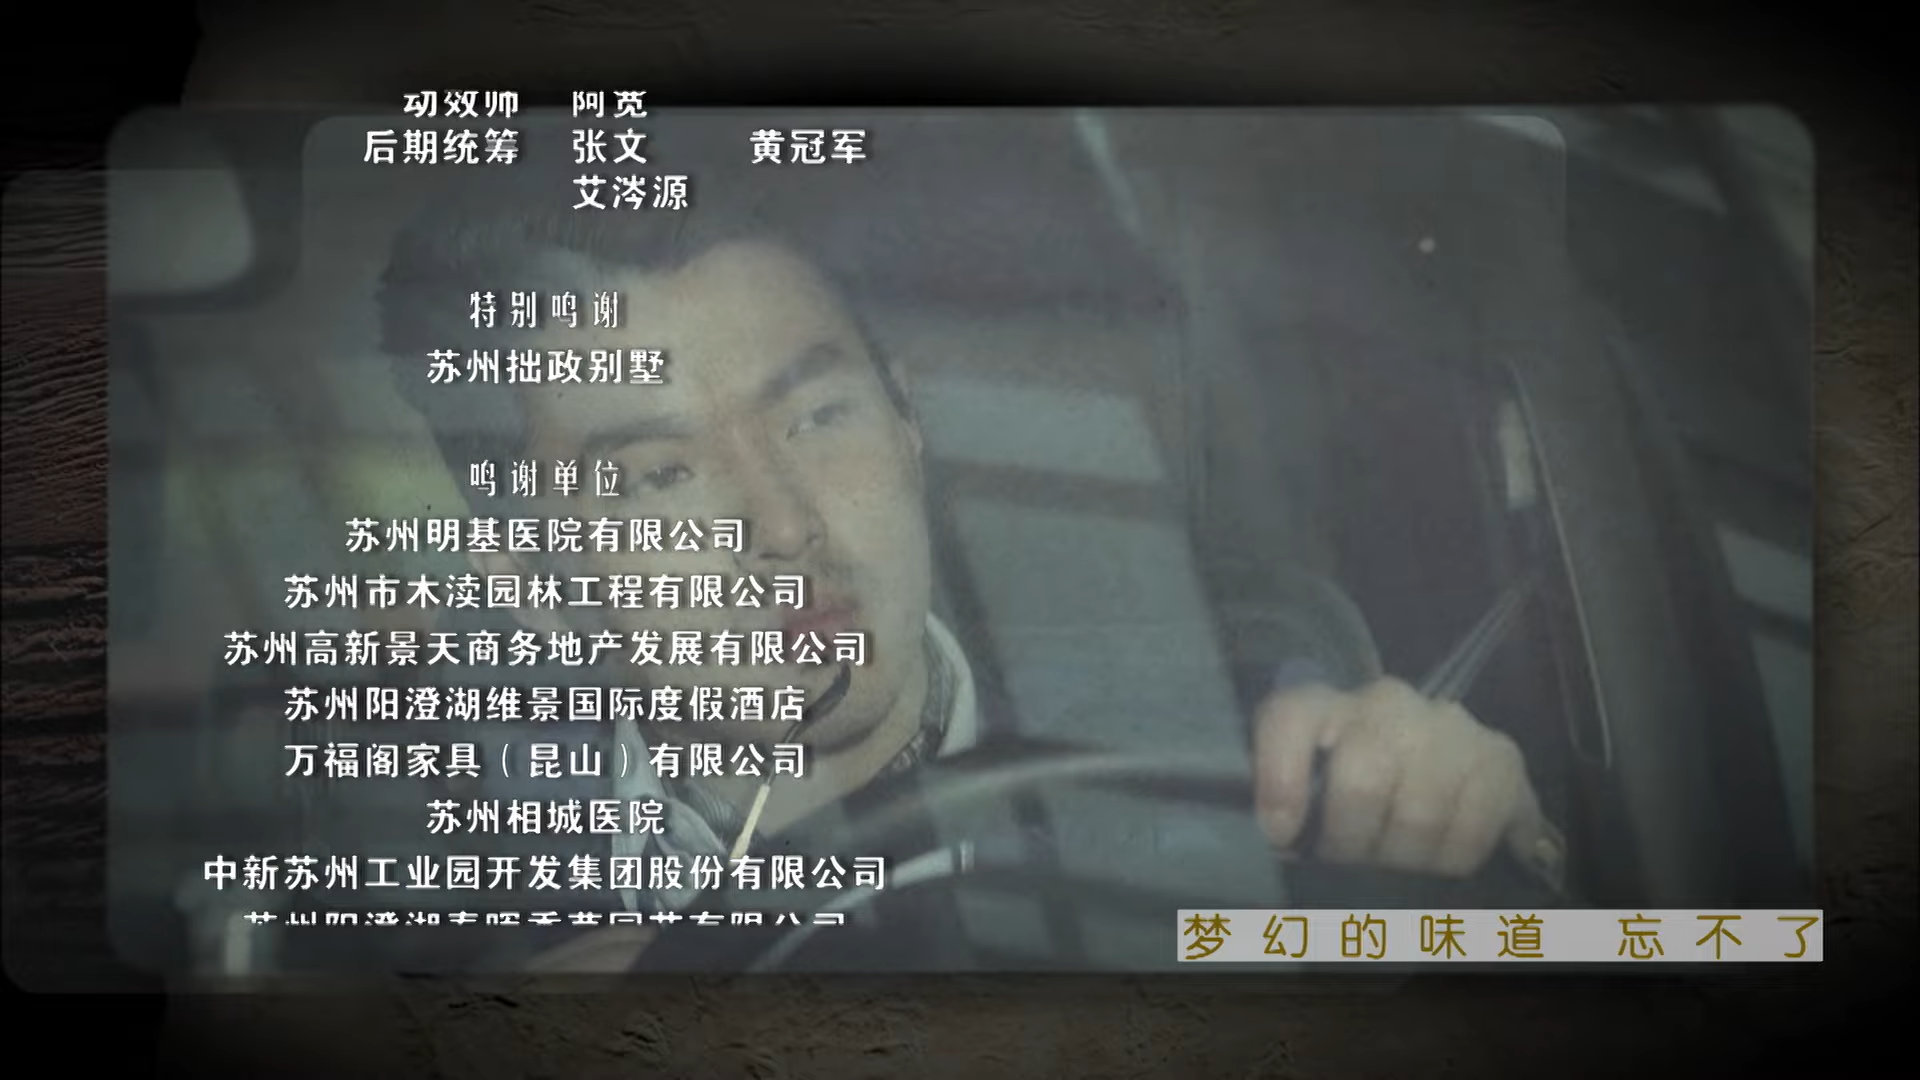 动效师 阿宽
后期统筹 张文 黄冠军
艾涔源
特别鸣谢
苏州拙政别墅
鸣谢单位
苏州明基医院有限公司
苏州市木渎园林工程有限公司
苏州高新景天商务地产发展有限公司
苏州阳澄湖维景国际度假酒店
万福阁家具（昆山）有限公司
苏州相城医院
中新苏州工业园开发集团股份有限公司
梦幻的味道 忘不了